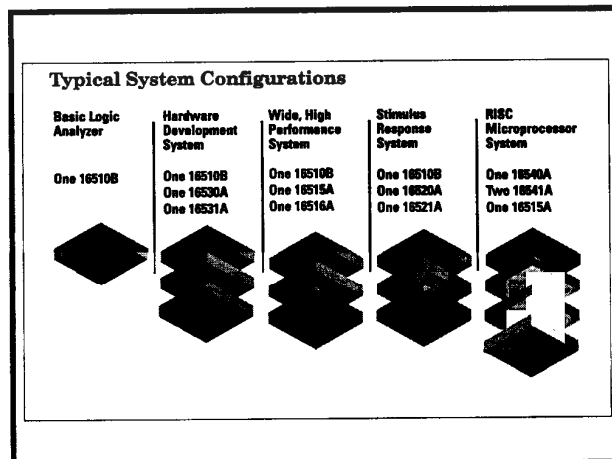 Typical System Configurations
Basic Logic
Analyzer
One 16510B
Hardware
Development
System
One 16510B
One 16530A
One 16531A
Wide, High
Performance
System
One 16510B
One 16515A
One 16516A
Stimulus
Response
System
One 16510B
One 16520A
One 16521A
RISC
Microprocessor
System
One 16540A
Two 16541A
One 16515A